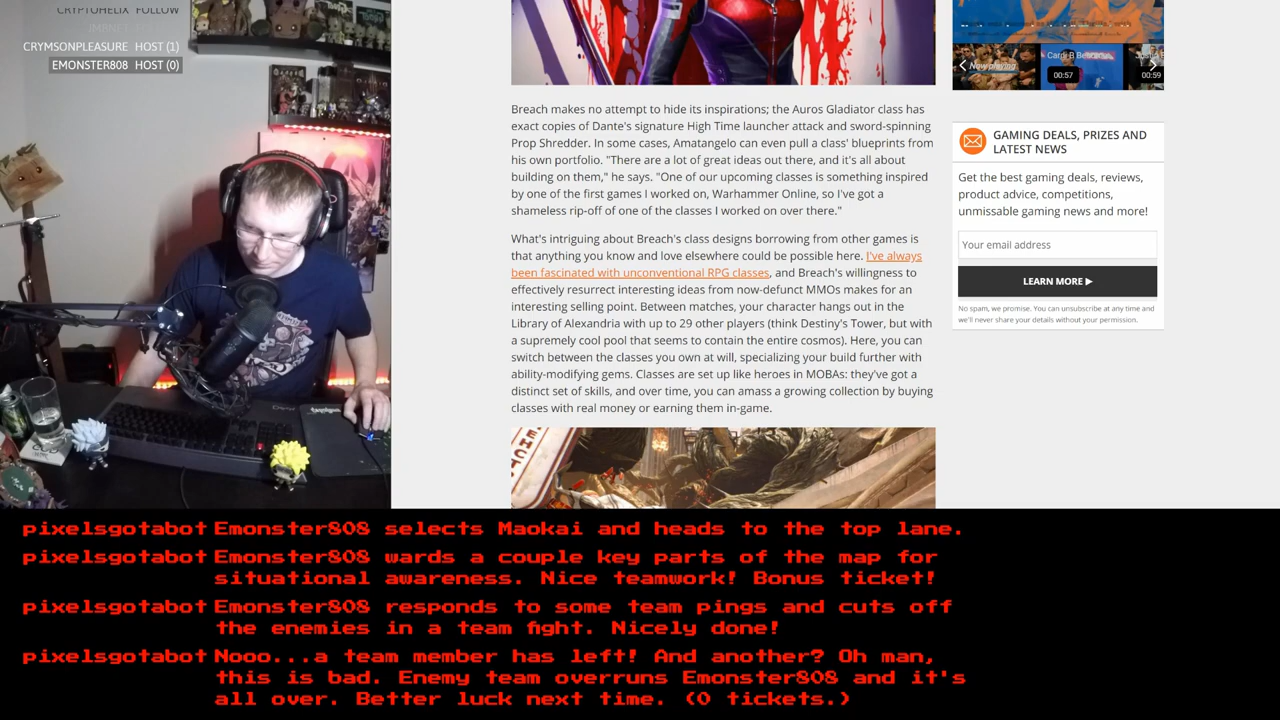 CRYPTOHELIX FOLLOW
CRYMSONPLEASURE HOST (1)
EMONSTER808 HOST (0)
Breach makes no attempt to hide its inspirations; the Auros Gladiator class has
exact copies of Dante's signature High Time launcher attack and sword-spinning
Prop Shredder. In some cases, Amatangelo can even pull a class' blueprints from
his own portfolio. "There are a lot of great ideas out there, and it's all about
building on them," he says. "One of our upcoming classes is something inspired
by one of the first games I worked on, Warhammer Online, so I've got a
shameless rip-off of one of the classes I worked on over there."
What's intriguing about Breach's class designs borrowing from other games is
that anything you know and love elsewhere could be possible here. I've always
been fascinated with unconventional RPG classes, and Breach's willingness to
effectively resurrect interesting ideas from now-defunct MMOs makes for an
interesting selling point. Between matches, your character hangs out in the
Library of Alexandria with up to 29 other players (think Destiny's Tower, but with
a supremely cool pool that seems to contain the entire cosmos). Here, you can
switch between the classes you own at will, specializing your build further with
ability-modifying gems. Classes are set up like heroes in MOBAs: they've got a
distinct set of skills, and over time, you can amass a growing collection by buying
classes with real money or earning them in-game.
Now playing
Cardi B
00:57
00:59
GAMING DEALS, PRIZES AND
LATEST NEWS
Get the best gaming deals, reviews,
product advice, competitions,
unmissable gaming news and more!
Your email address
LEARN MORE ▶
No spam, we promise. You can unsubscribe at any time and
we'll never share your details without your permission.
pixelsgotabot Emonster808 selects Maokai and heads to the top lane.
pixelsgotabot Emonster808 wards a couple key parts of the map for
situational awareness. Nice teamwork! Bonus ticket!
pixelsgotabot Emonster808 responds to some team pings and cuts off
the enemies in a team fight. Nicely done!
pixelsgotabot Nooo...a team member has left! And another? Oh man,
this is bad. Enemy team overruns Emonster808 and it's
all over. Better luck next time. (0 tickets.)